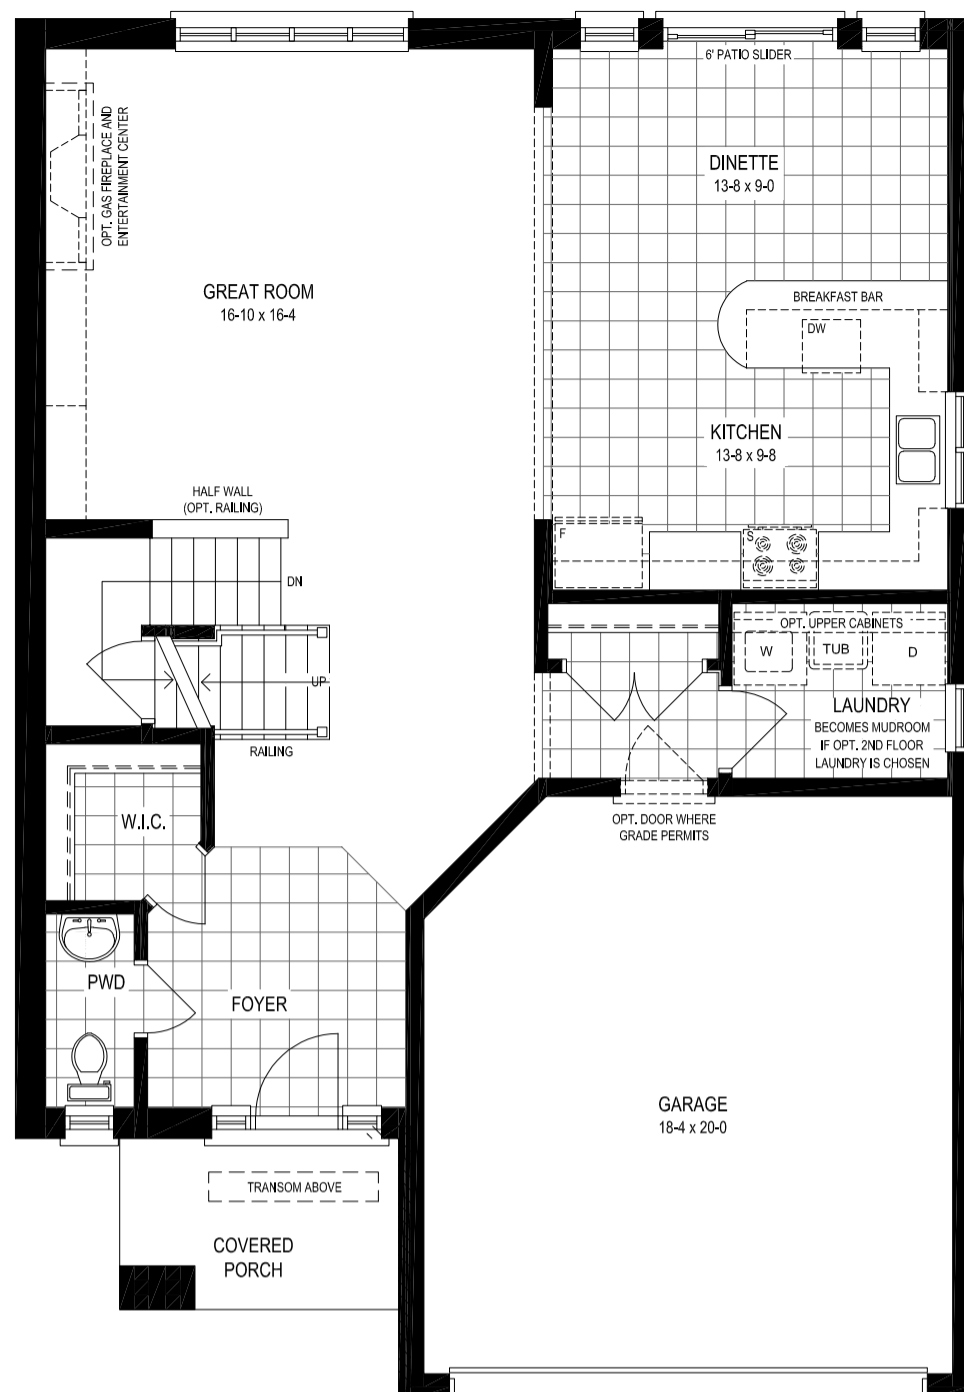 6' PATIO SLIDER
OPT. GAS FIREPLACE AND
ENTERTAINMENT CENTER
DINETTE
13-8 x 9-0
GREAT ROOM
16-10 x 16-4
BREAKFAST BAR
DW
KITCHEN
13-8 x 9-8
HALF WALL
(OPT. RAILING)
F
S
DN
OPT. UPPER CABINETS
W
TUB
D
UP
LAUNDRY
BECOMES MUDROOM
IF OPT. 2ND FLOOR
LAUNDRY IS CHOSEN
RAILING
W.I.C.
OPT. DOOR WHERE
GRADE PERMITS
PWD
FOYER
GARAGE
18-4 x 20-0
TRANSOM ABOVE
COVERED
PORCH